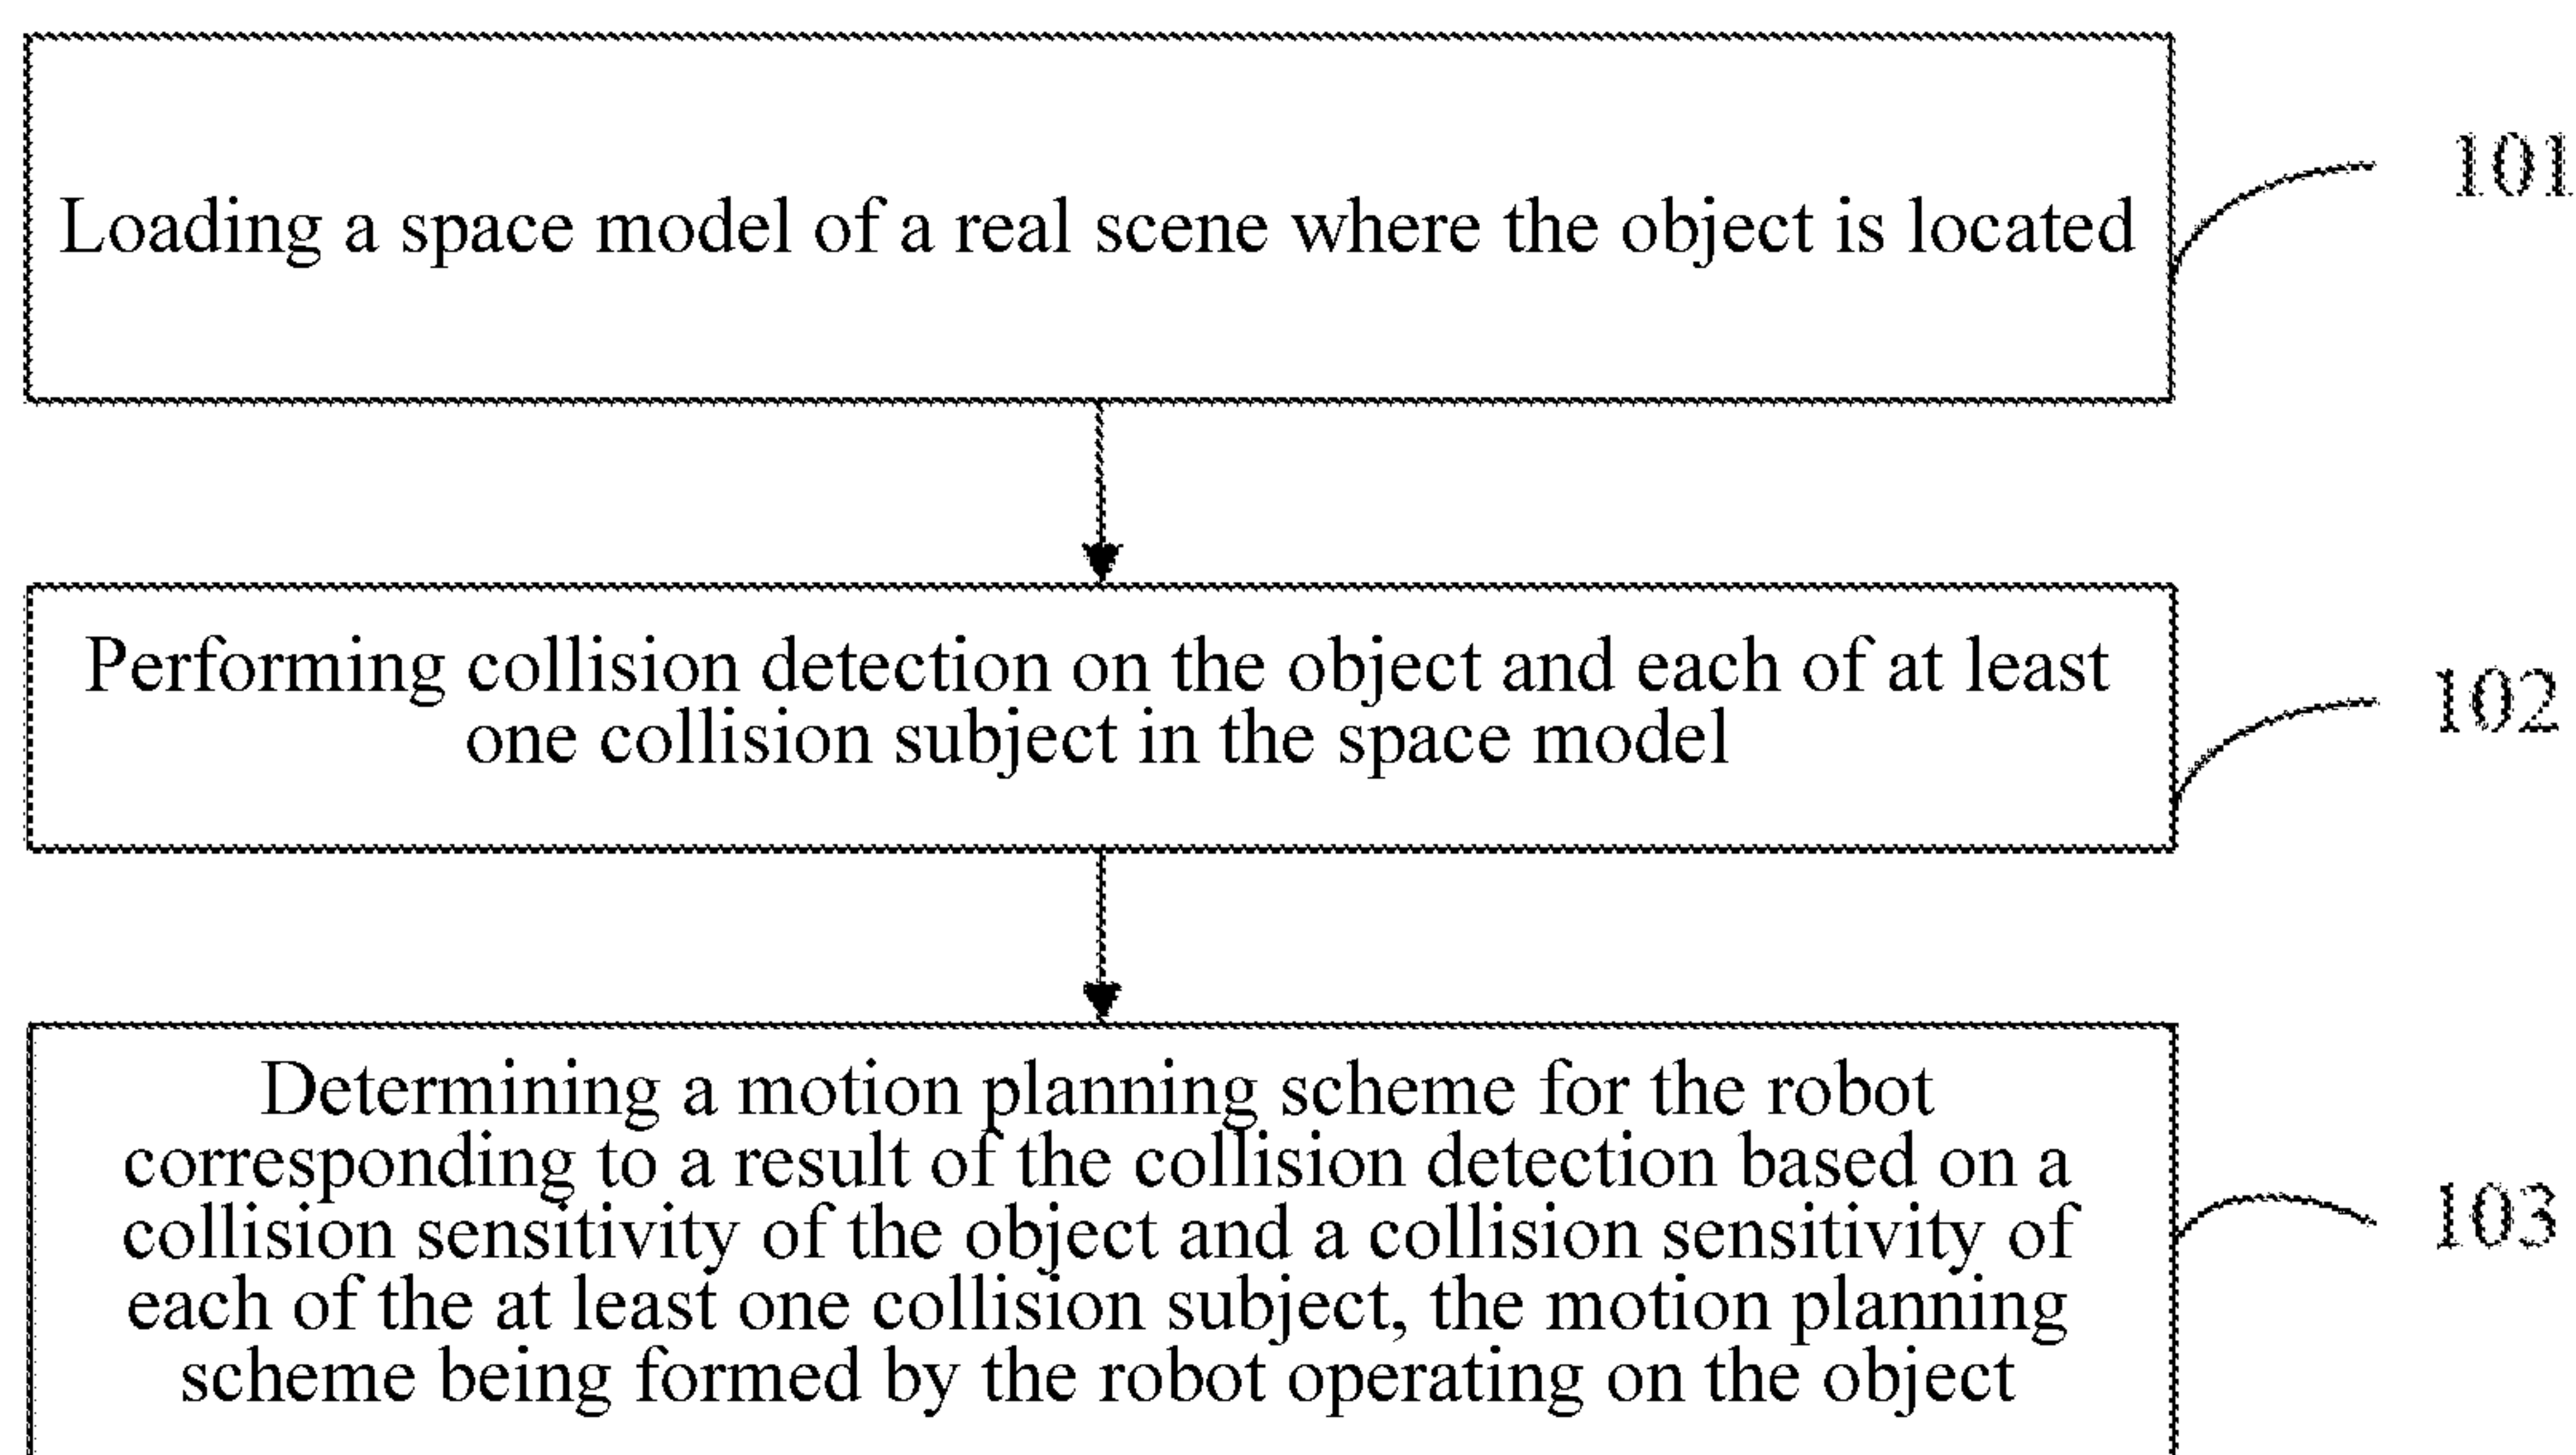 Loading a space model of a real scene where the object is located
101
Performing collision detection on the object and each of at least
one collision subject in the space model
102
Determining a motion planning scheme for the robot
corresponding to a result of the collision detection based on a
collision sensitivity of the object and a collision sensitivity of
each of the at least one collision subject, the motion planning
scheme being formed by the robot operating on the object
103